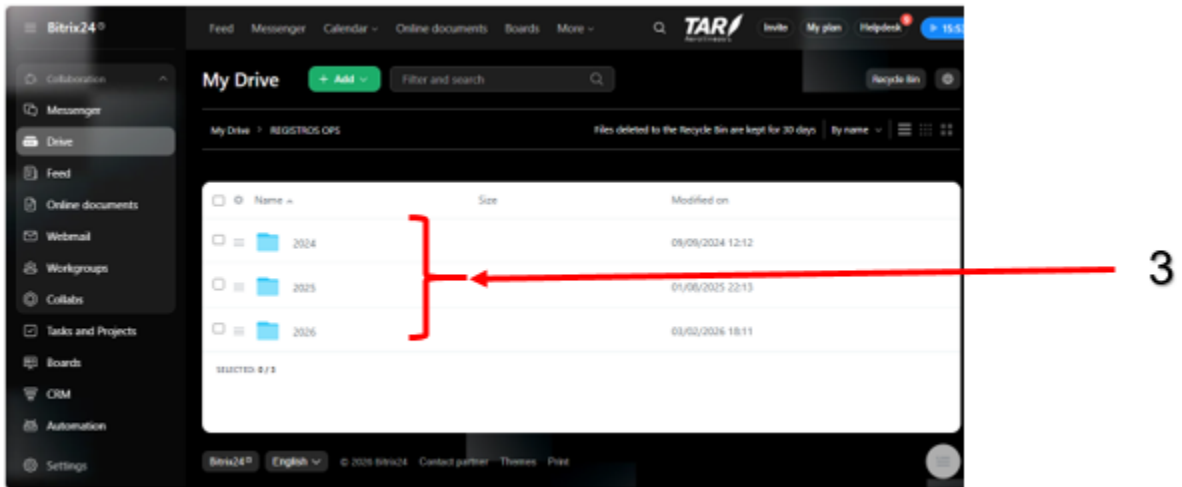 Bitrix24
Feed Messenger Calendar Online documents Boards More TAR Invite My plan Helpdesk
Collaboration
My Drive + Add Filter and search Recycle Bin
Messenger
My Drive > REGISTROS OPS Files deleted to the Recycle Bin are kept for 30 days By name
Drive
Feed
Name Size Modified on
Online documents
Webmail
2024 09/09/2024 12:12
Workgroups
2025 01/08/2025 22:13
3
Collabs
Tasks and Projects
2026 03/02/2026 18:11
Boards
SELECTED: 0 / 3
CRM
Automation
Bitrix24 English © 2026 Bitrix24 Contact partner Themes Print
Settings